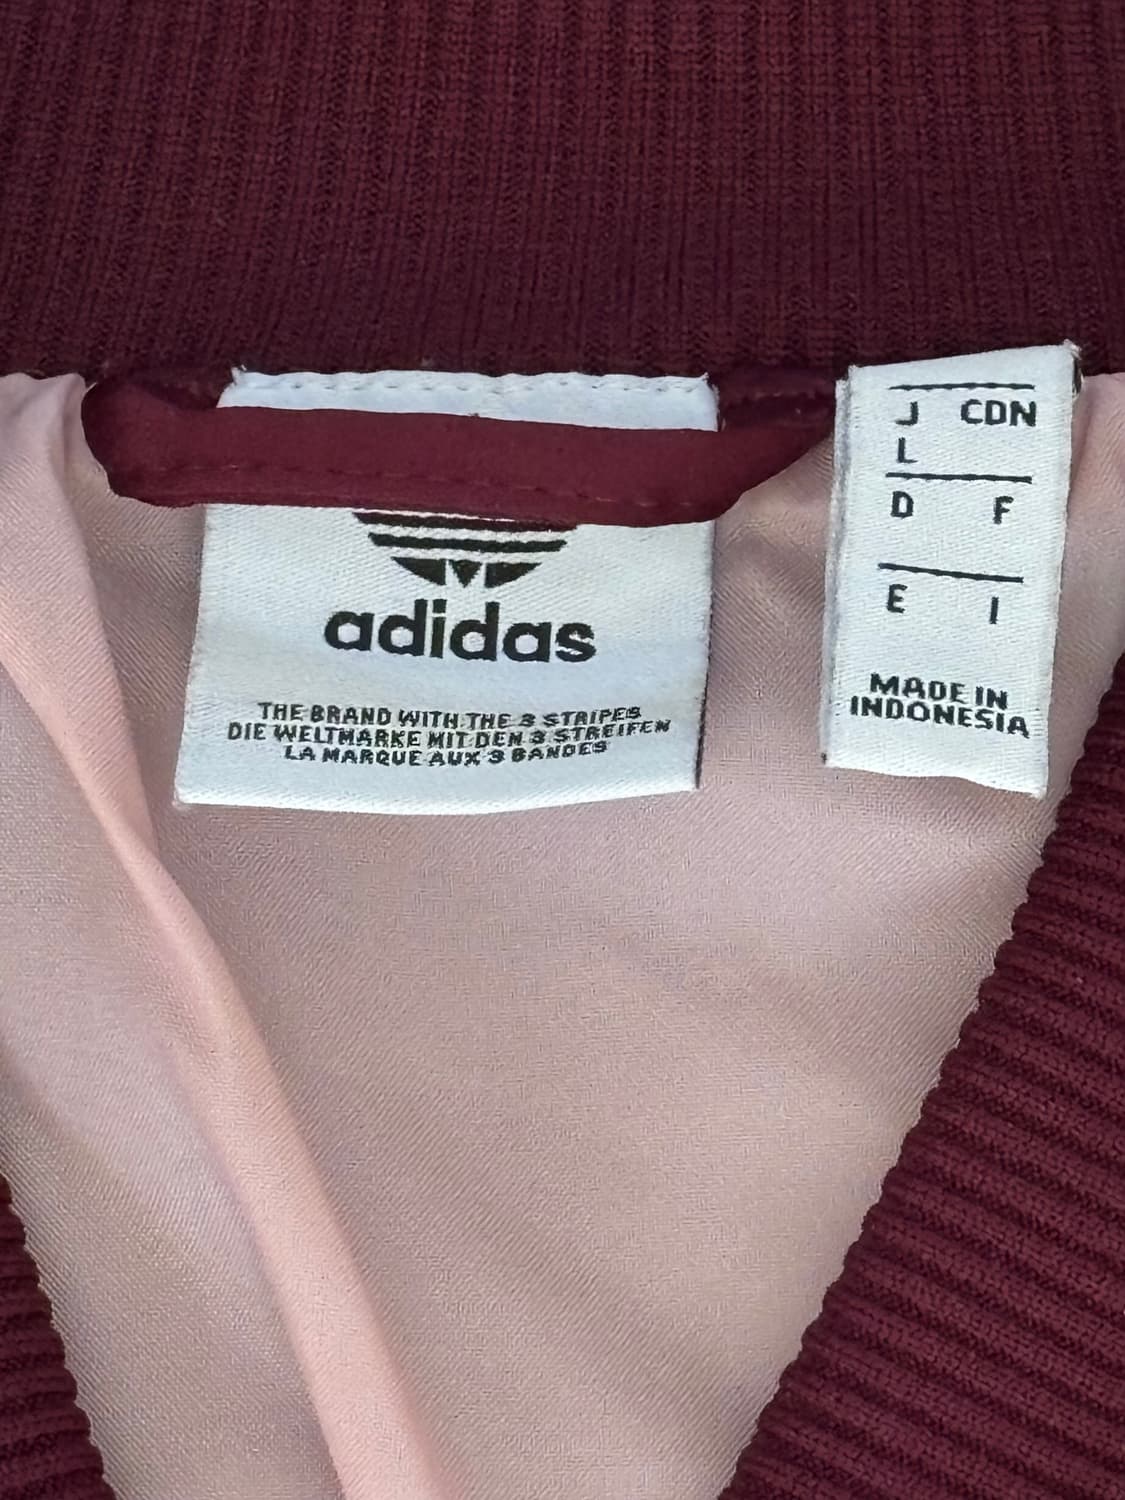 adidas
THE BRAND WITH THE 3 STRIPES
DIE WELTMARKE MIT DEN 3 STREIFEN
LA MARQUE AUX 3 BANDES
J CDN
L
D F
E I
MADE IN
INDONESIA